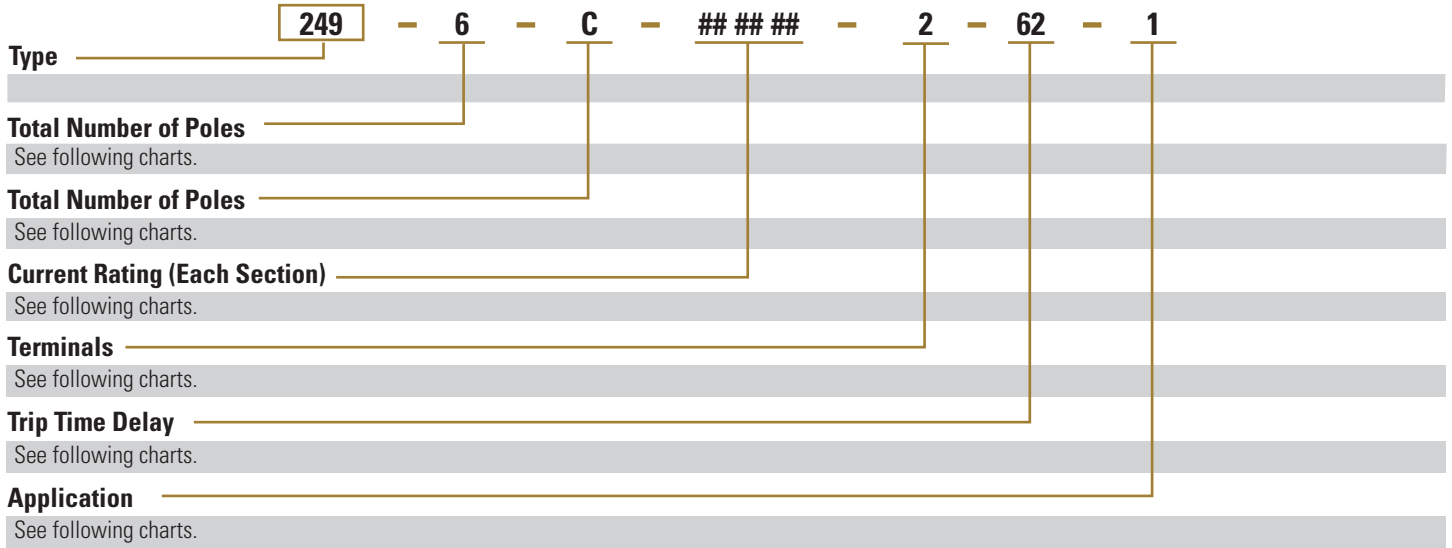 249 – 6 – C – ## ## ## – 2 – 62 – 1
Type
Total Number of Poles
See following charts.
Total Number of Poles
See following charts.
Current Rating (Each Section)
See following charts.
Terminals
See following charts.
Trip Time Delay
See following charts.
Application
See following charts.